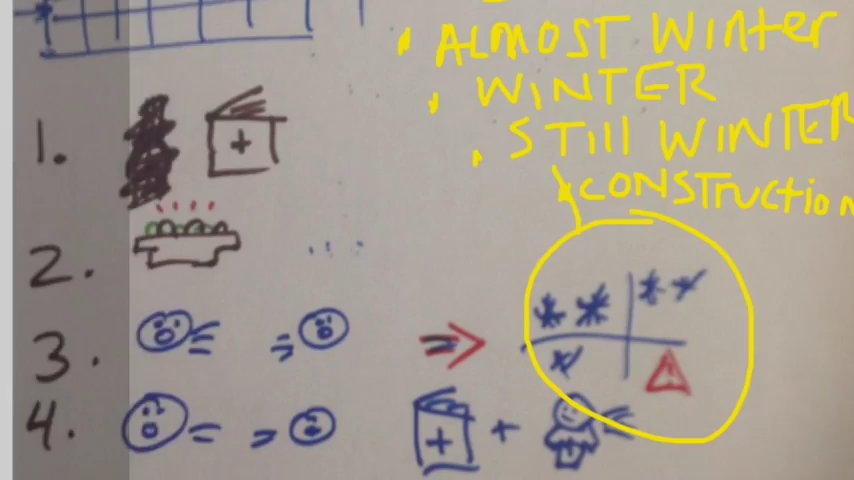 • ALMOST WINTER
• WINTER
• STILL WINTER
CONSTRUCTION
1. +
2.
3.
4. + +